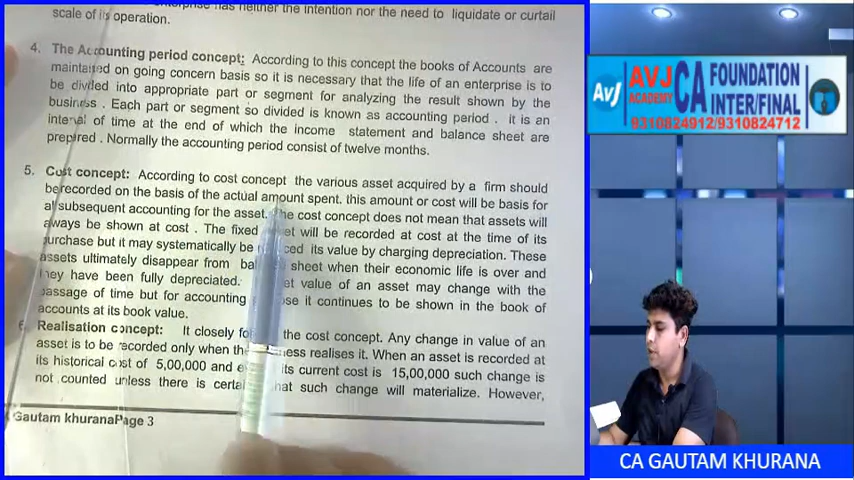 has neither the intention nor the need to liquidate or curtail
scale of its operation.
4. The Accounting period concept: According to this concept the books of Accounts are
maintained on going concern basis so it is necessary that the life of an enterprise is to
be divided into appropriate part or segment for analyzing the result shown by the
business . Each part or segment so divided is known as accounting period . It is an
interval of time at the end of which the income statement and balance sheet are
prepared . Normally the accounting period consist of twelve months.
5. Cost concept: According to cost concept the various asset acquired by a firm should
be recorded on the basis of the actual amount spent. this amount or cost will be basis for
all subsequent accounting for the asset. The cost concept does not mean that assets will
aways be shown at cost . The fixed will be recorded at cost at the time of its
purchase but it may systematically be its value by charging depreciation. These
assets ultimately disappear from sheet when their economic life is over and
they have been fully depreciated. value of an asset may change with the
passage of time but for accounting it continues to be shown in the book of
accounts at its book value.
6. Realisation concept: It closely the cost concept. Any change in value of an
asset is to be recorded only when the realises it. When an asset is recorded at
its historical cost of 5,00,000 and its current cost is 15,00,000 such change is
not counted unless there is that such change will materialize. However,
Gautam khuranaPage 3
AvJ
AVJ
ACADEMY
CA
FOUNDATION
INTER/FINAL
9310824912/9310824712
CA GAUTAM KHURANA